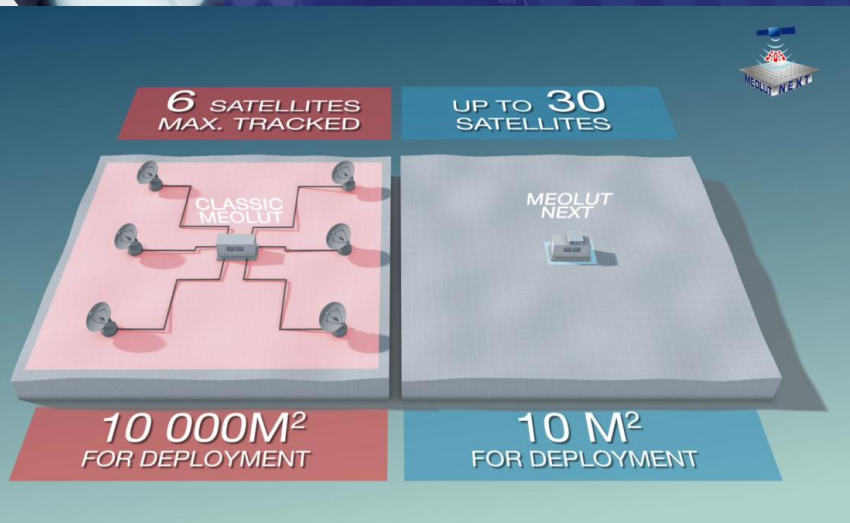 MEOLUT NEXT
6 SATELLITES
MAX. TRACKED
UP TO 30
SATELLITES
CLASSIC
MEOLUT
MEOLUT
NEXT
10 000M²
FOR DEPLOYMENT
10 M²
FOR DEPLOYMENT